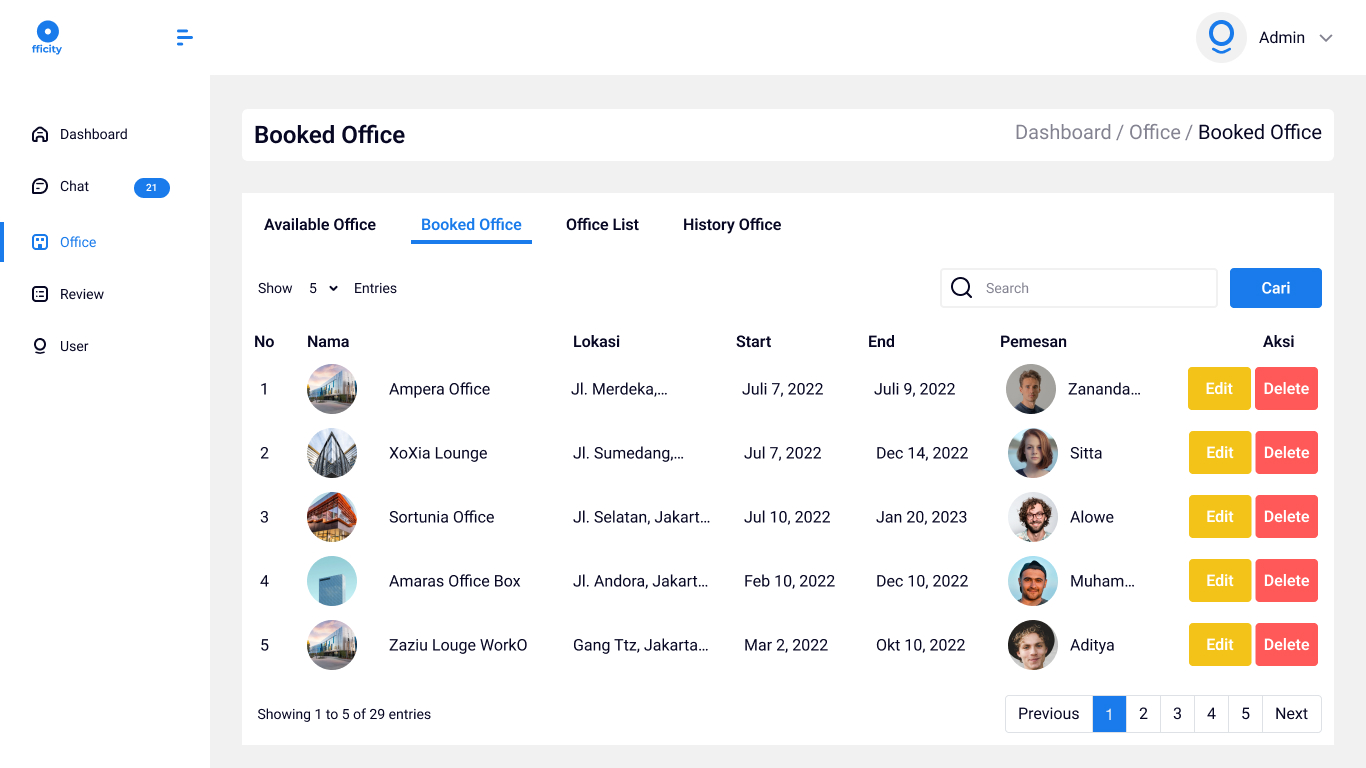 fficity
Admin
Dashboard
Chat 21
Office
Review
User
Booked Office
Dashboard / Office / Booked Office
Available Office Booked Office Office List History Office
Show 5 Entries
Search
Cari
No Nama Lokasi Start End Pemesan Aksi
1 Ampera Office Jl. Merdeka,... Juli 7, 2022 Juli 9, 2022 Zananda... Edit Delete
2 XoXia Lounge Jl. Sumedang,... Jul 7, 2022 Dec 14, 2022 Sitta Edit Delete
3 Sortunia Office Jl. Selatan, Jakart... Jul 10, 2022 Jan 20, 2023 Alowe Edit Delete
4 Amaras Office Box Jl. Andora, Jakart... Feb 10, 2022 Dec 10, 2022 Muham... Edit Delete
5 Zaziu Louge WorkO Gang Ttz, Jakarta... Mar 2, 2022 Okt 10, 2022 Aditya Edit Delete
Showing 1 to 5 of 29 entries
Previous 1 2 3 4 5 Next